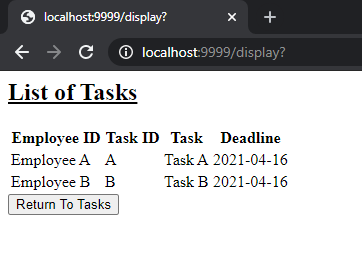 localhost:9999/display?
localhost:9999/display?
List of Tasks
Employee ID Task ID Task Deadline
Employee A A Task A 2021-04-16
Employee B B Task B 2021-04-16
Return To Tasks